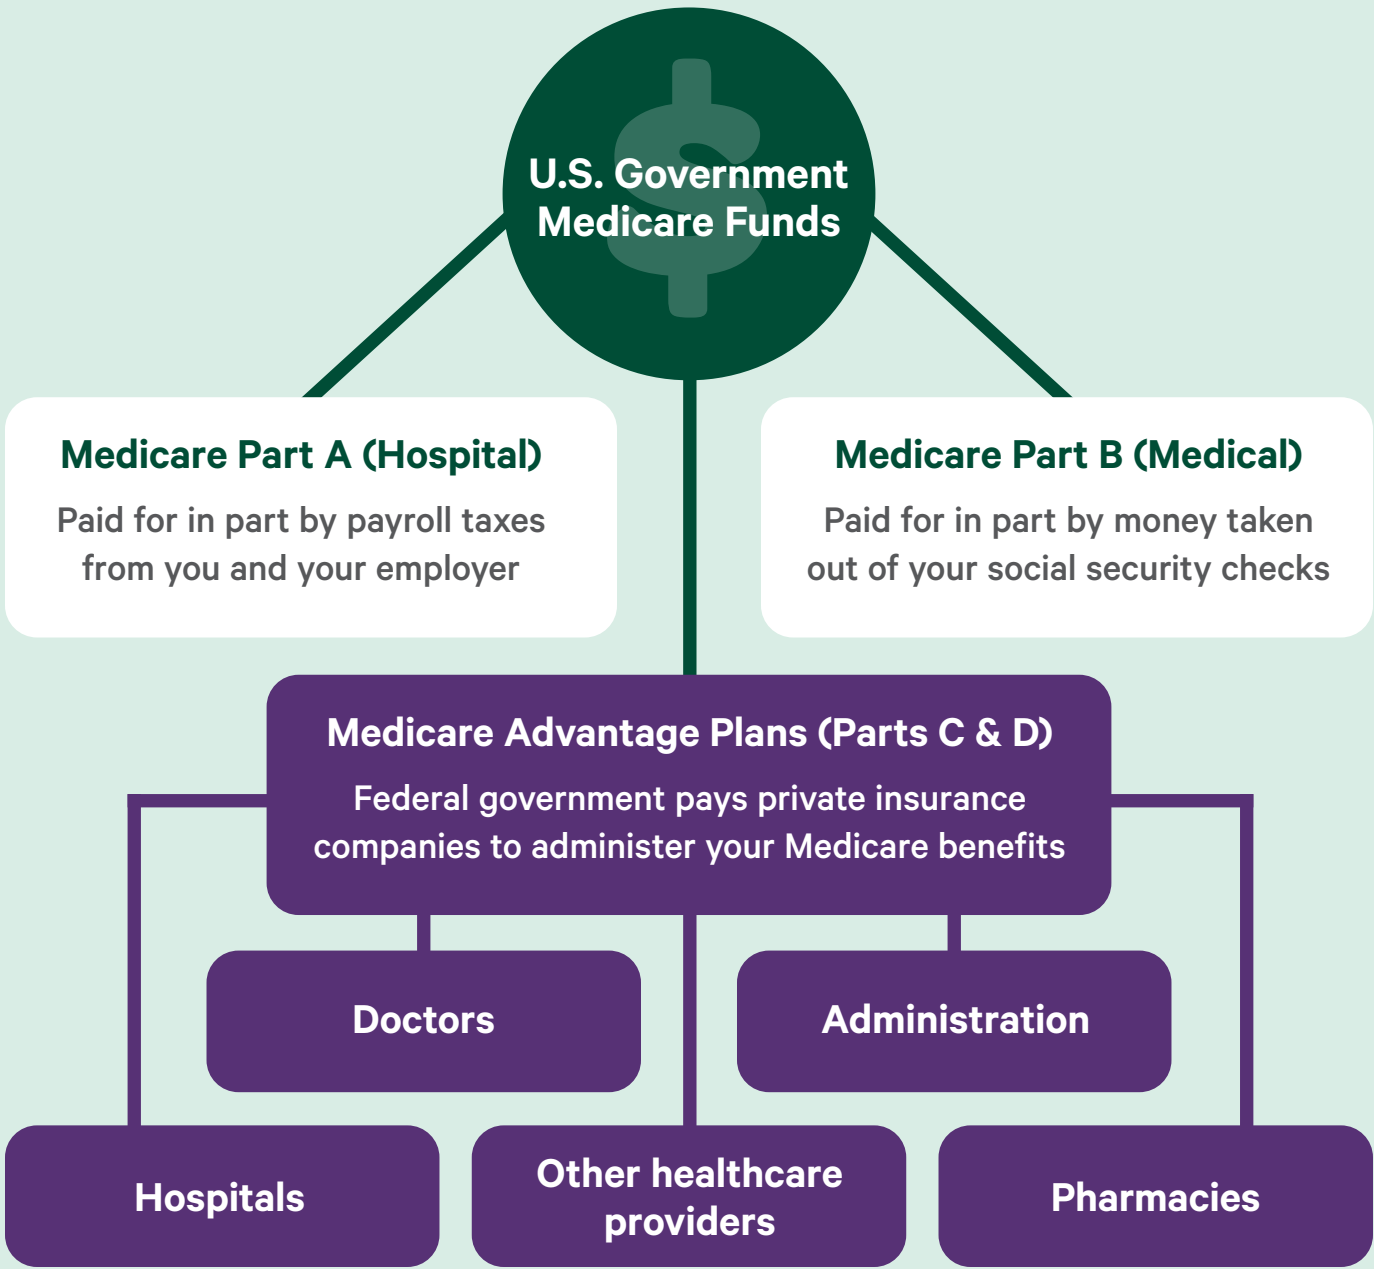 U.S. Government
Medicare Funds
Medicare Part A (Hospital)
Paid for in part by payroll taxes
from you and your employer
Medicare Part B (Medical)
Paid for in part by money taken
out of your social security checks
Medicare Advantage Plans (Parts C & D)
Federal government pays private insurance
companies to administer your Medicare benefits
Doctors
Administration
Hospitals
Other healthcare
providers
Pharmacies